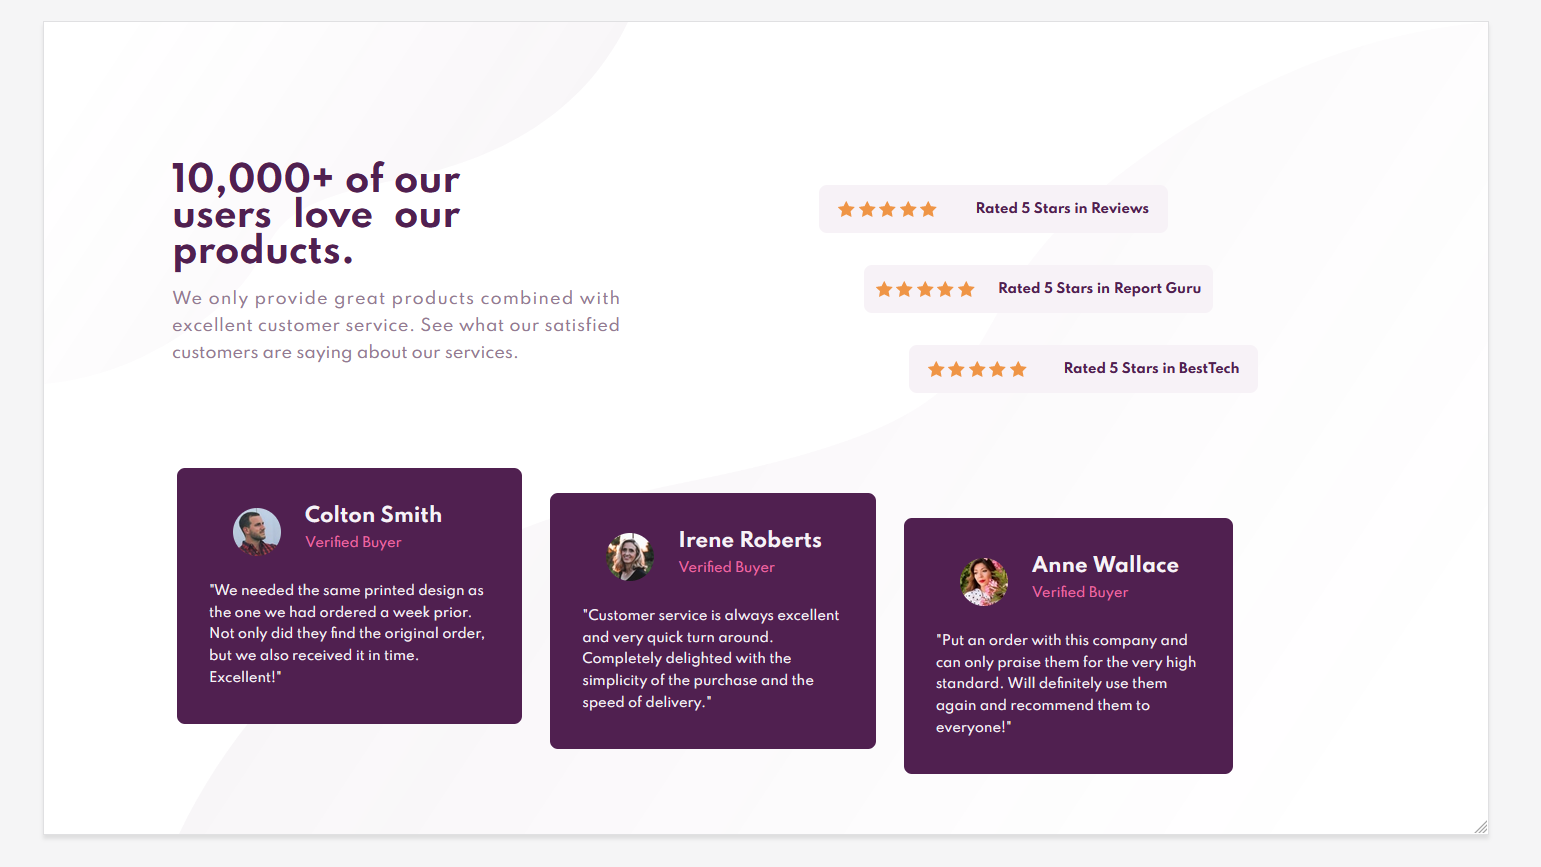 10,000+ of our
users love our
products.
We only provide great products combined with
excellent customer service. See what our satisfied
customers are saying about our services.
Rated 5 Stars in Reviews
Rated 5 Stars in Report Guru
Rated 5 Stars in BestTech
Colton Smith
Verified Buyer
"We needed the same printed design as
the one we had ordered a week prior.
Not only did they find the original order,
but we also received it in time.
Excellent!"
Irene Roberts
Verified Buyer
"Customer service is always excellent
and very quick turn around.
Completely delighted with the
simplicity of the purchase and the
speed of delivery."
Anne Wallace
Verified Buyer
"Put an order with this company and
can only praise them for the very high
standard. Will definitely use them
again and recommend them to
everyone!"